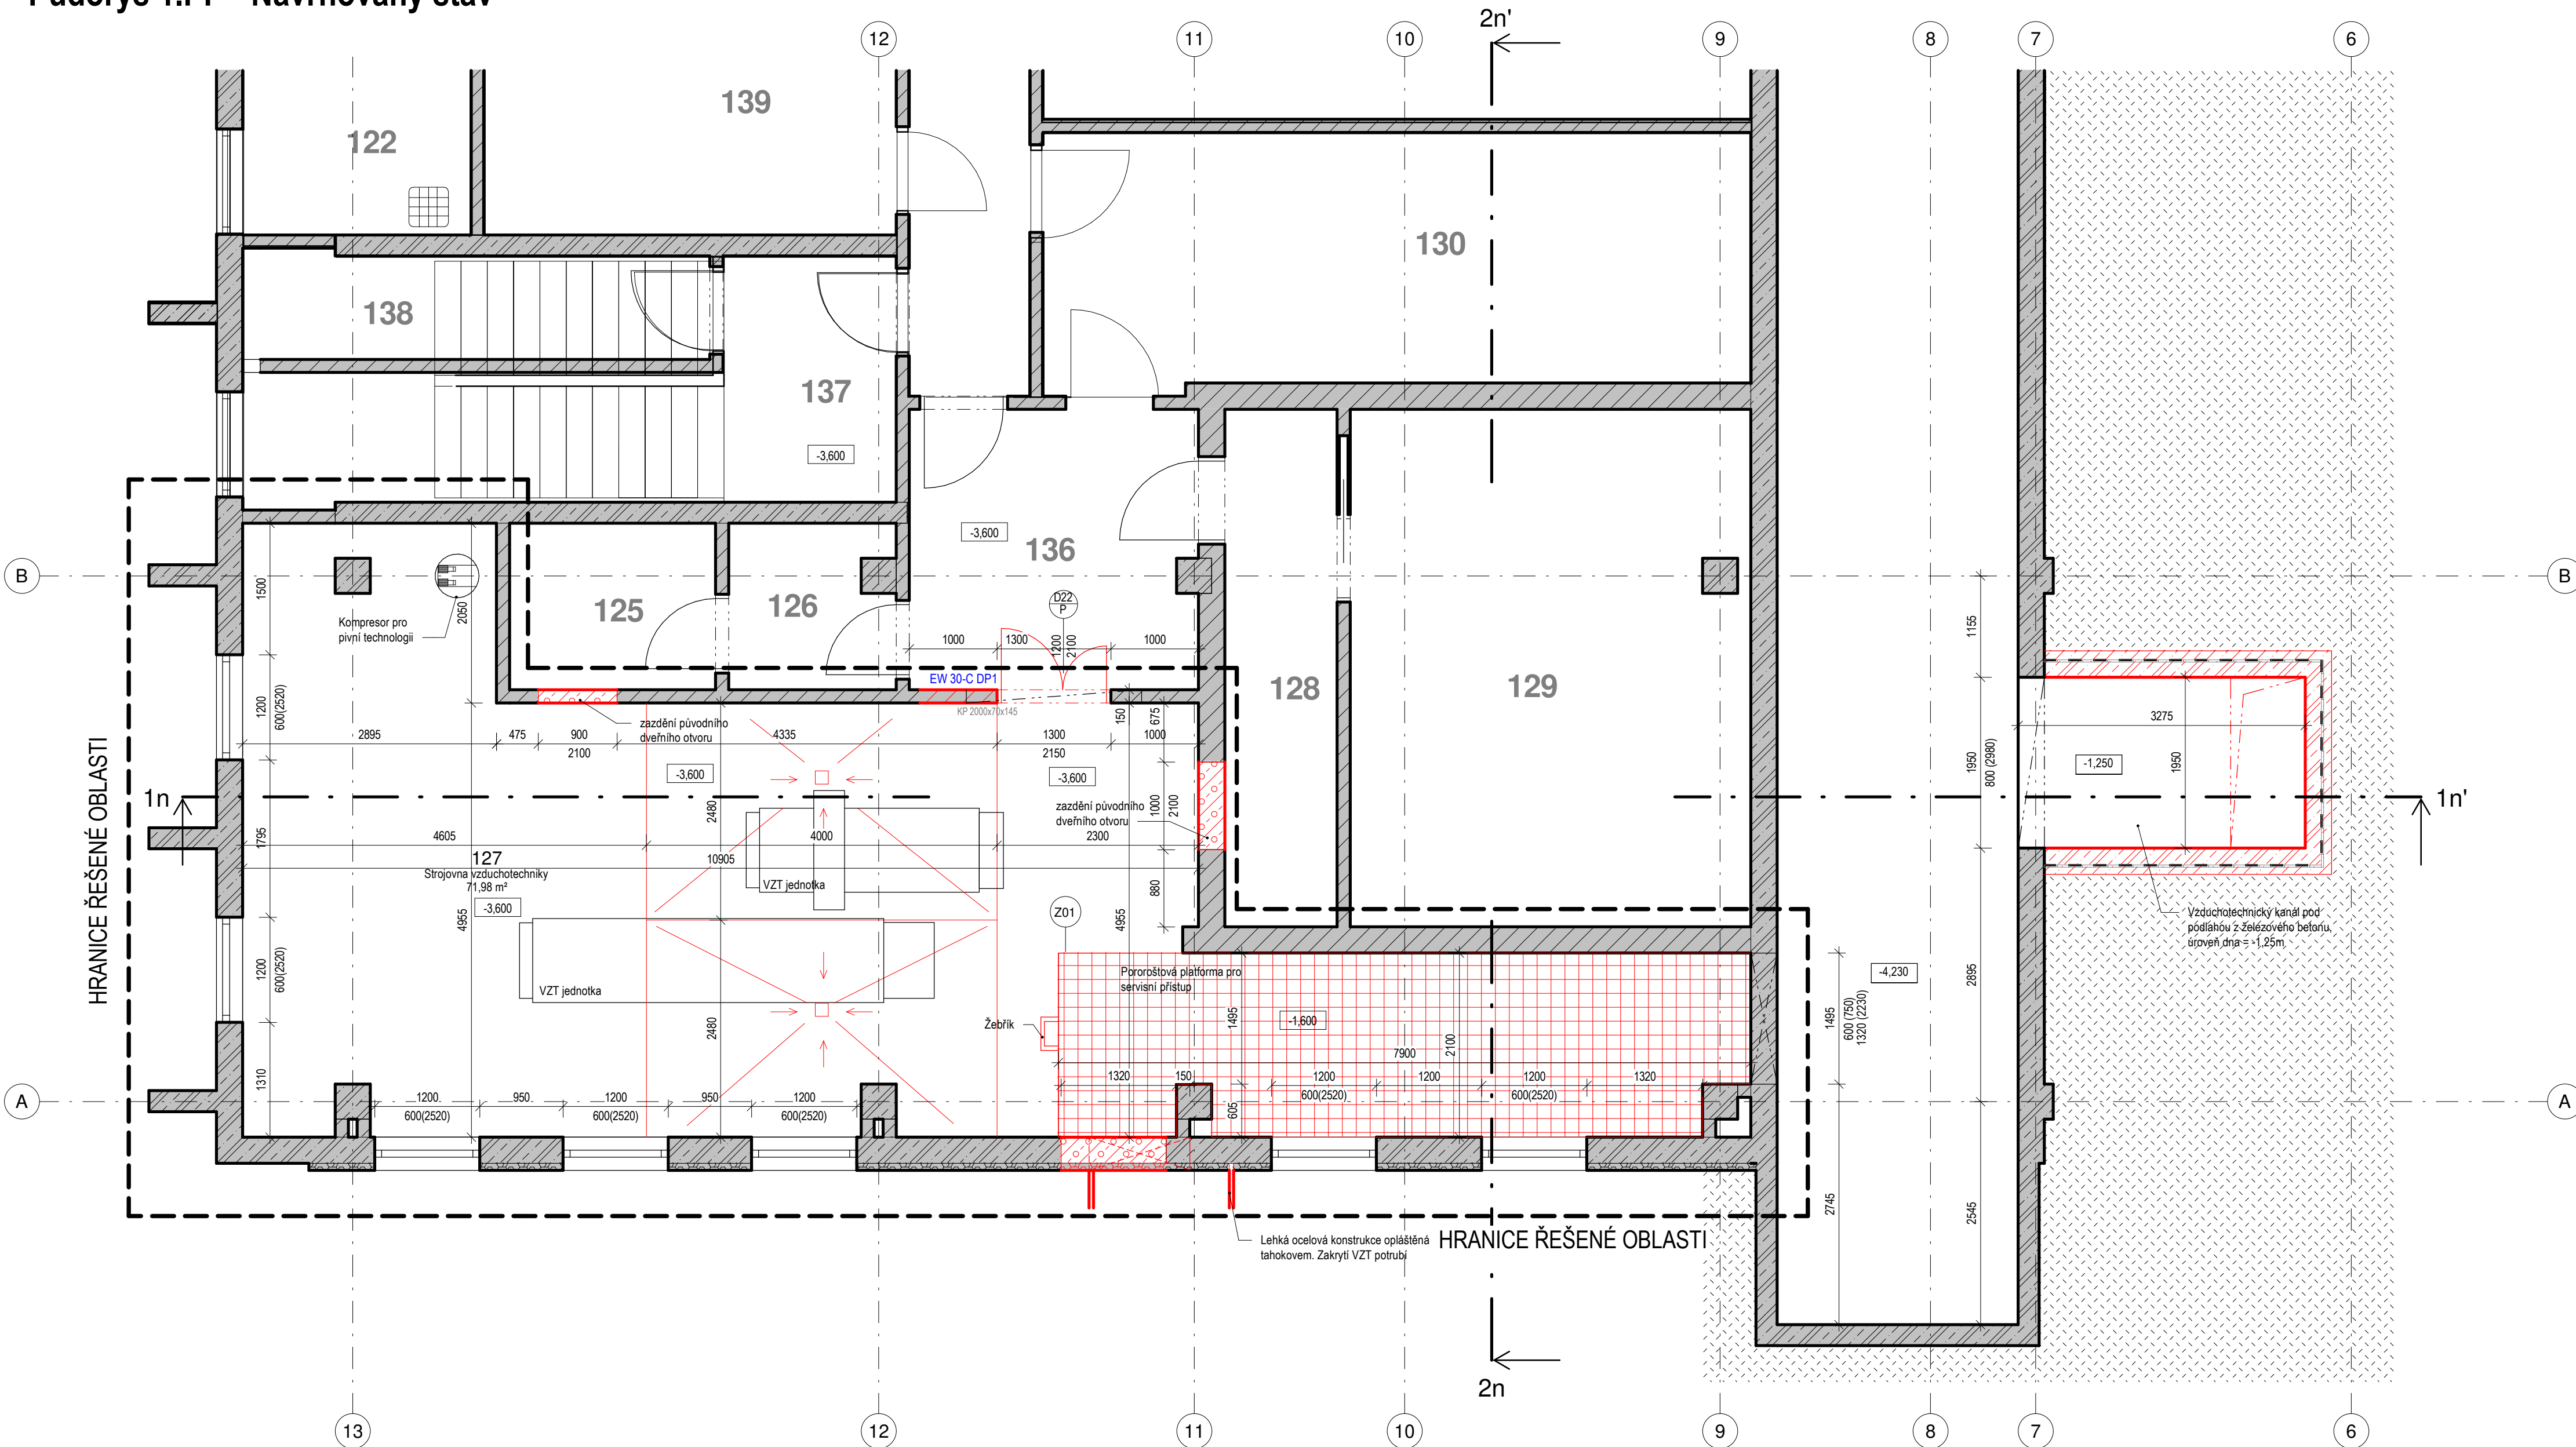 Půdorys 1.PP - Navrhovaný stav
2n'
12
11
10
9
8
7
6
139
122
130
138
137
-3,600
-3,600
136
B
B
1500
2050
Kompresor pro
pivní technologii
125
126
D22
P
1000
1300
1200
2100
1000
EW 30-C DP1
KP 2000x70x145
128
129
1155
1200
600(2520)
zazdění původního
dveřního otvoru
2895
475
900
2100
4335
1300
2150
1000
150
675
-3,600
-3,600
3275
1950
800 (2980)
-1,250
1950
HRANICE ŘEŠENÉ OBLASTI
1n
1n'
zazdění původního
dveřního otvoru
1000
2100
2480
1795
4605
4000
2300
10905
127
Strojovna vzduchotechniky
71,98 m²
-3,600
VZT jednotka
880
4955
4955
Z01
Vzduchotechnický kanál pod
podlahou z železového betonu,
úroveň dna = -1,25m
1200
600(2520)
VZT jednotka
Pororoštová platforma pro
servisní přístup
-4,230
2895
Žebřík
1495
-1,600
2100
1495
600 (750)
1320 (2230)
2480
7900
1310
1320
150
1200
600(2520)
1200
1200
600(2520)
1320
605
A
A
1200
600(2520)
950
1200
600(2520)
950
1200
600(2520)
2745
2545
Lehká ocelová konstrukce opláštěná
tahokovem. Zakrytí VZT potrubí
HRANICE ŘEŠENÉ OBLASTI
2n
13
12
11
10
9
8
7
6